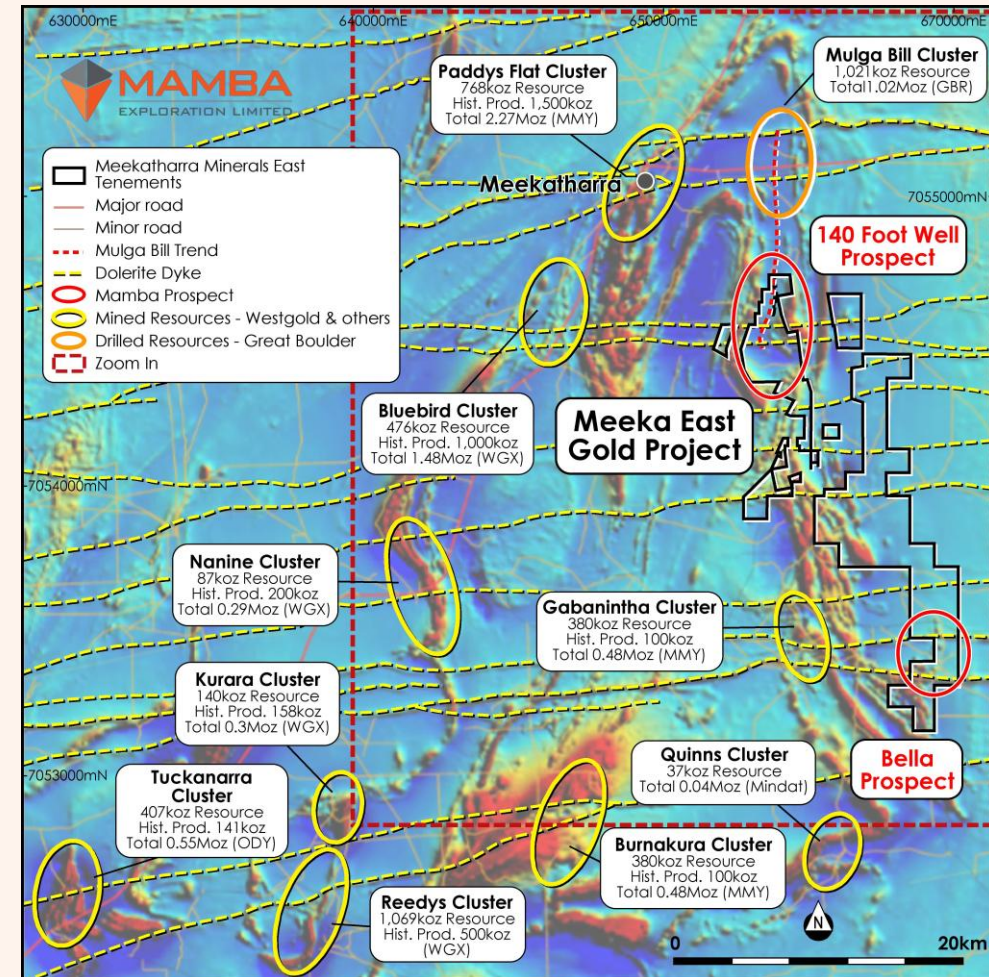 630000mE
640000mE
650000mE
670000mE
MAMBA
EXPLORATION LIMITED
Paddys Flat Cluster
768koz Resource
Hist. Prod. 1,500koz
Total 2.27Moz (MMY)
Mulga Bill Cluster
1,021koz Resource
Total1.02Moz (GBR)
Meekatharra Minerals East
Tenements
Major road
Minor road
Mulga Bill Trend
Dolerite Dyke
Mamba Prospect
Mined Resources - Westgold & others
Drilled Resources - Great Boulder
Zoom In
Meekatharra
7055000mN
140 Foot Well
Prospect
Bluebird Cluster
476koz Resource
Hist. Prod. 1,000koz
Total 1.48Moz (WGX)
Meeka East
Gold Project
7054000mN
Nanine Cluster
87koz Resource
Hist. Prod. 200koz
Total 0.29Moz (WGX)
Gabanintha Cluster
380koz Resource
Hist. Prod. 100koz
Total 0.48Moz (MMY)
Kurara Cluster
140koz Resource
Hist. Prod. 158koz
Total 0.3Moz (WGX)
7053000mN
Quinns Cluster
37koz Resource
Total 0.04Moz (Mindat)
Bella
Prospect
Tuckanarra
Cluster
407koz Resource
Hist. Prod. 141koz
Total 0.55Moz (ODY)
Burnakura Cluster
380koz Resource
Hist. Prod. 100koz
Total 0.48Moz (MMY)
Reedys Cluster
1,069koz Resource
Hist. Prod. 500koz
(WGX)
N
0
20km